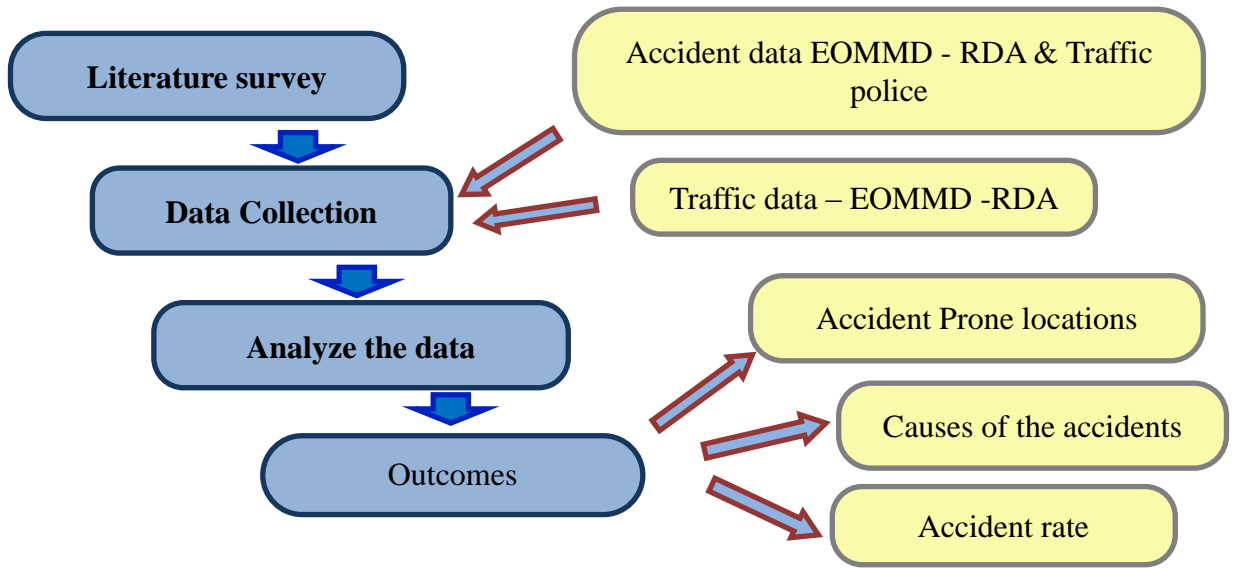 Literature survey
Accident data EOMMD - RDA & Traffic
police
Data Collection
Traffic data – EOMMD -RDA
Analyze the data
Accident Prone locations
Causes of the accidents
Outcomes
Accident rate